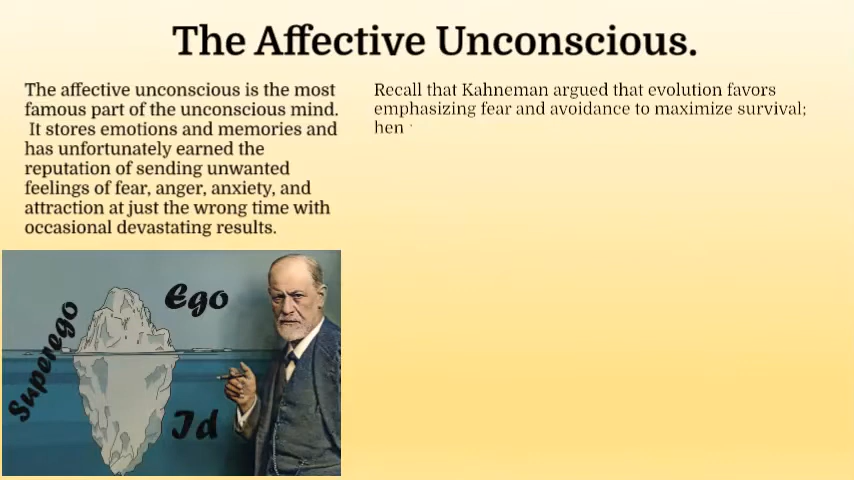 The Affective Unconscious.
The affective unconscious is the most
famous part of the unconscious mind.
It stores emotions and memories and
has unfortunately earned the
reputation of sending unwanted
feelings of fear, anger, anxiety, and
attraction at just the wrong time with
occasional devastating results.
Recall that Kahneman argued that evolution favors
emphasizing fear and avoidance to maximize survival;
hen
Ego
Superego
Id